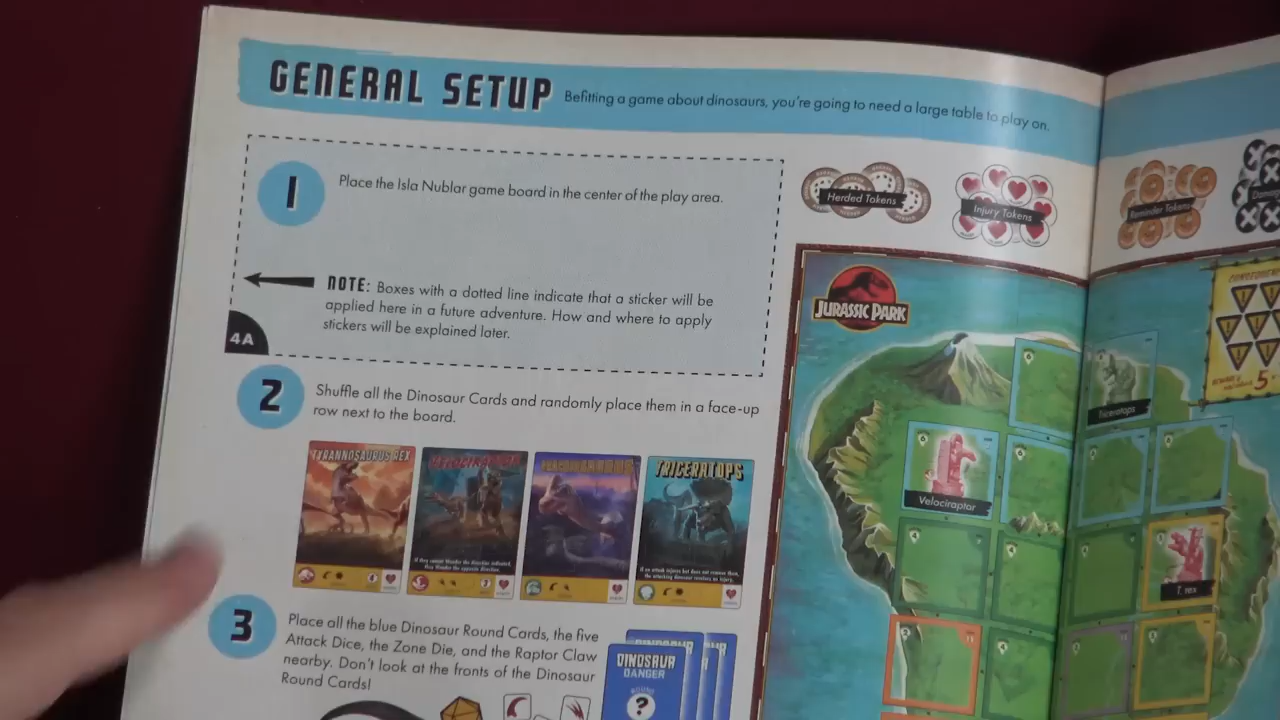 GENERAL SETUP
Befitting a game about dinosaurs, you're going to need a large table to play on.
1
Place the Isla Nublar game board in the center of the play area.
NOTE: Boxes with a dotted line indicate that a sticker will be
applied here in a future adventure. How and where to apply
stickers will be explained later.
4A
2
Shuffle all the Dinosaur Cards and randomly place them in a face-up
row next to the board.
TYRANNOSAURUS REX
VELOCIRAPTOR
TRICERATOPS
3
Place all the blue Dinosaur Round Cards, the five
Attack Dice, the Zone Die, and the Raptor Claw
nearby. Don't look at the fronts of the Dinosaur
Round Cards!
DINOSAUR
DANGER
ROUND
?
Herded Tokens
Injury Tokens
Reminder Tokens
JURASSIC PARK
Triceratops
Velociraptor
T. rex
5